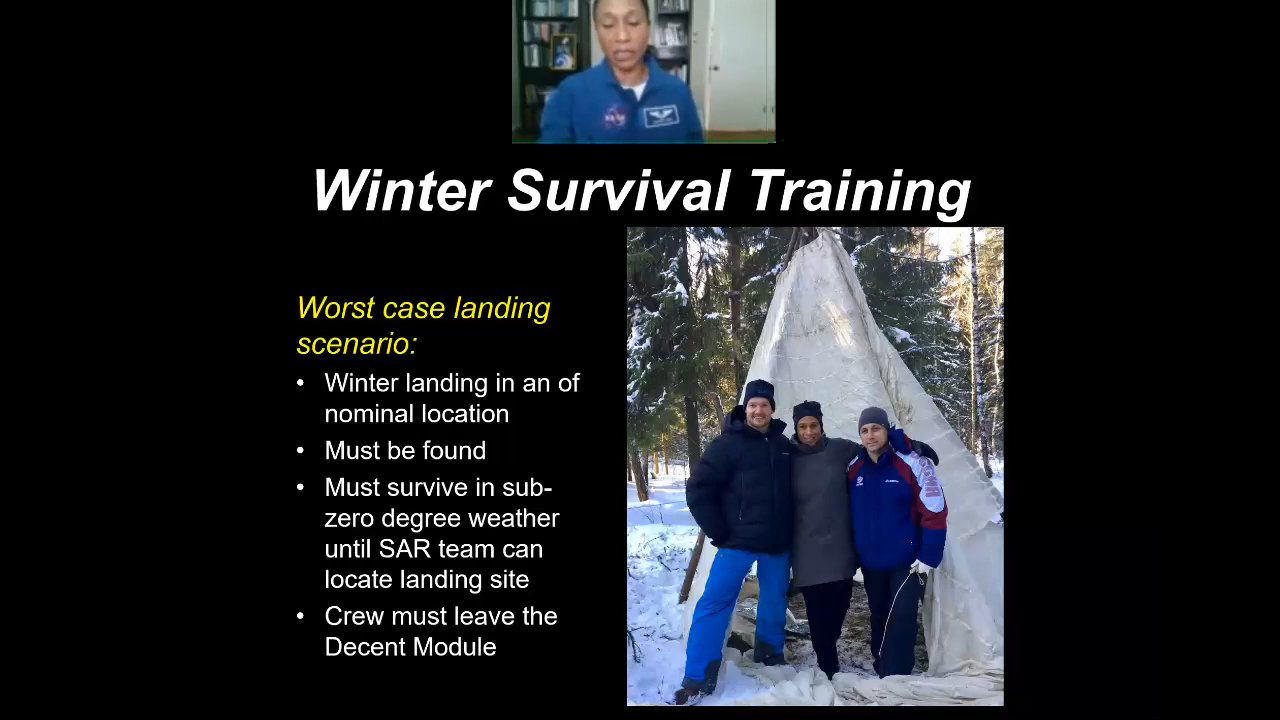 Winter Survival Training
Worst case landing
scenario:
• Winter landing in an of
nominal location
• Must be found
• Must survive in sub-
zero degree weather
until SAR team can
locate landing site
• Crew must leave the
Decent Module